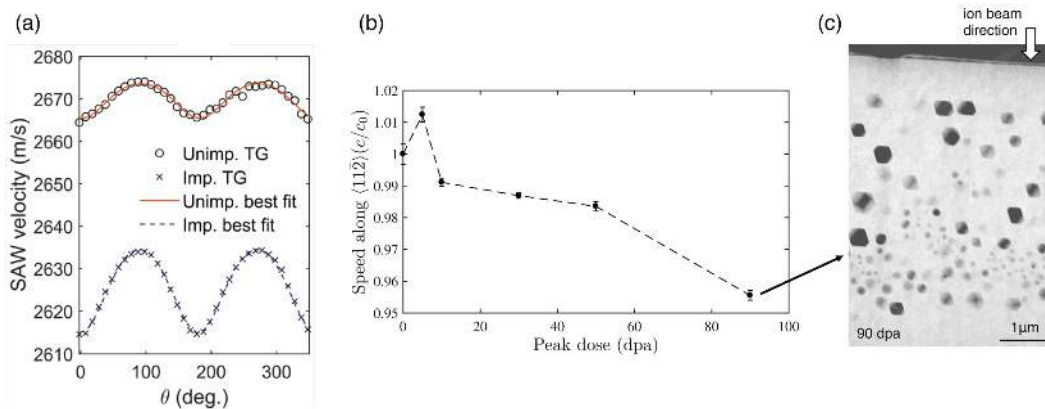 (a)
2680
2670
2660
2650
2640
2630
2620
2610
SAW velocity (m/s)
Unimp. TG
Imp. TG
Unimp. best fit
Imp. best fit
0
100
200
300
θ (deg.)
(b)
1.02
1.01
1
0.99
0.98
0.97
0.96
0.95
Speed along ⟨112̄⟩(c/c₀)
0
20
40
60
80
100
Peak dose (dpa)
(c)
ion beam
direction
90 dpa
1μm